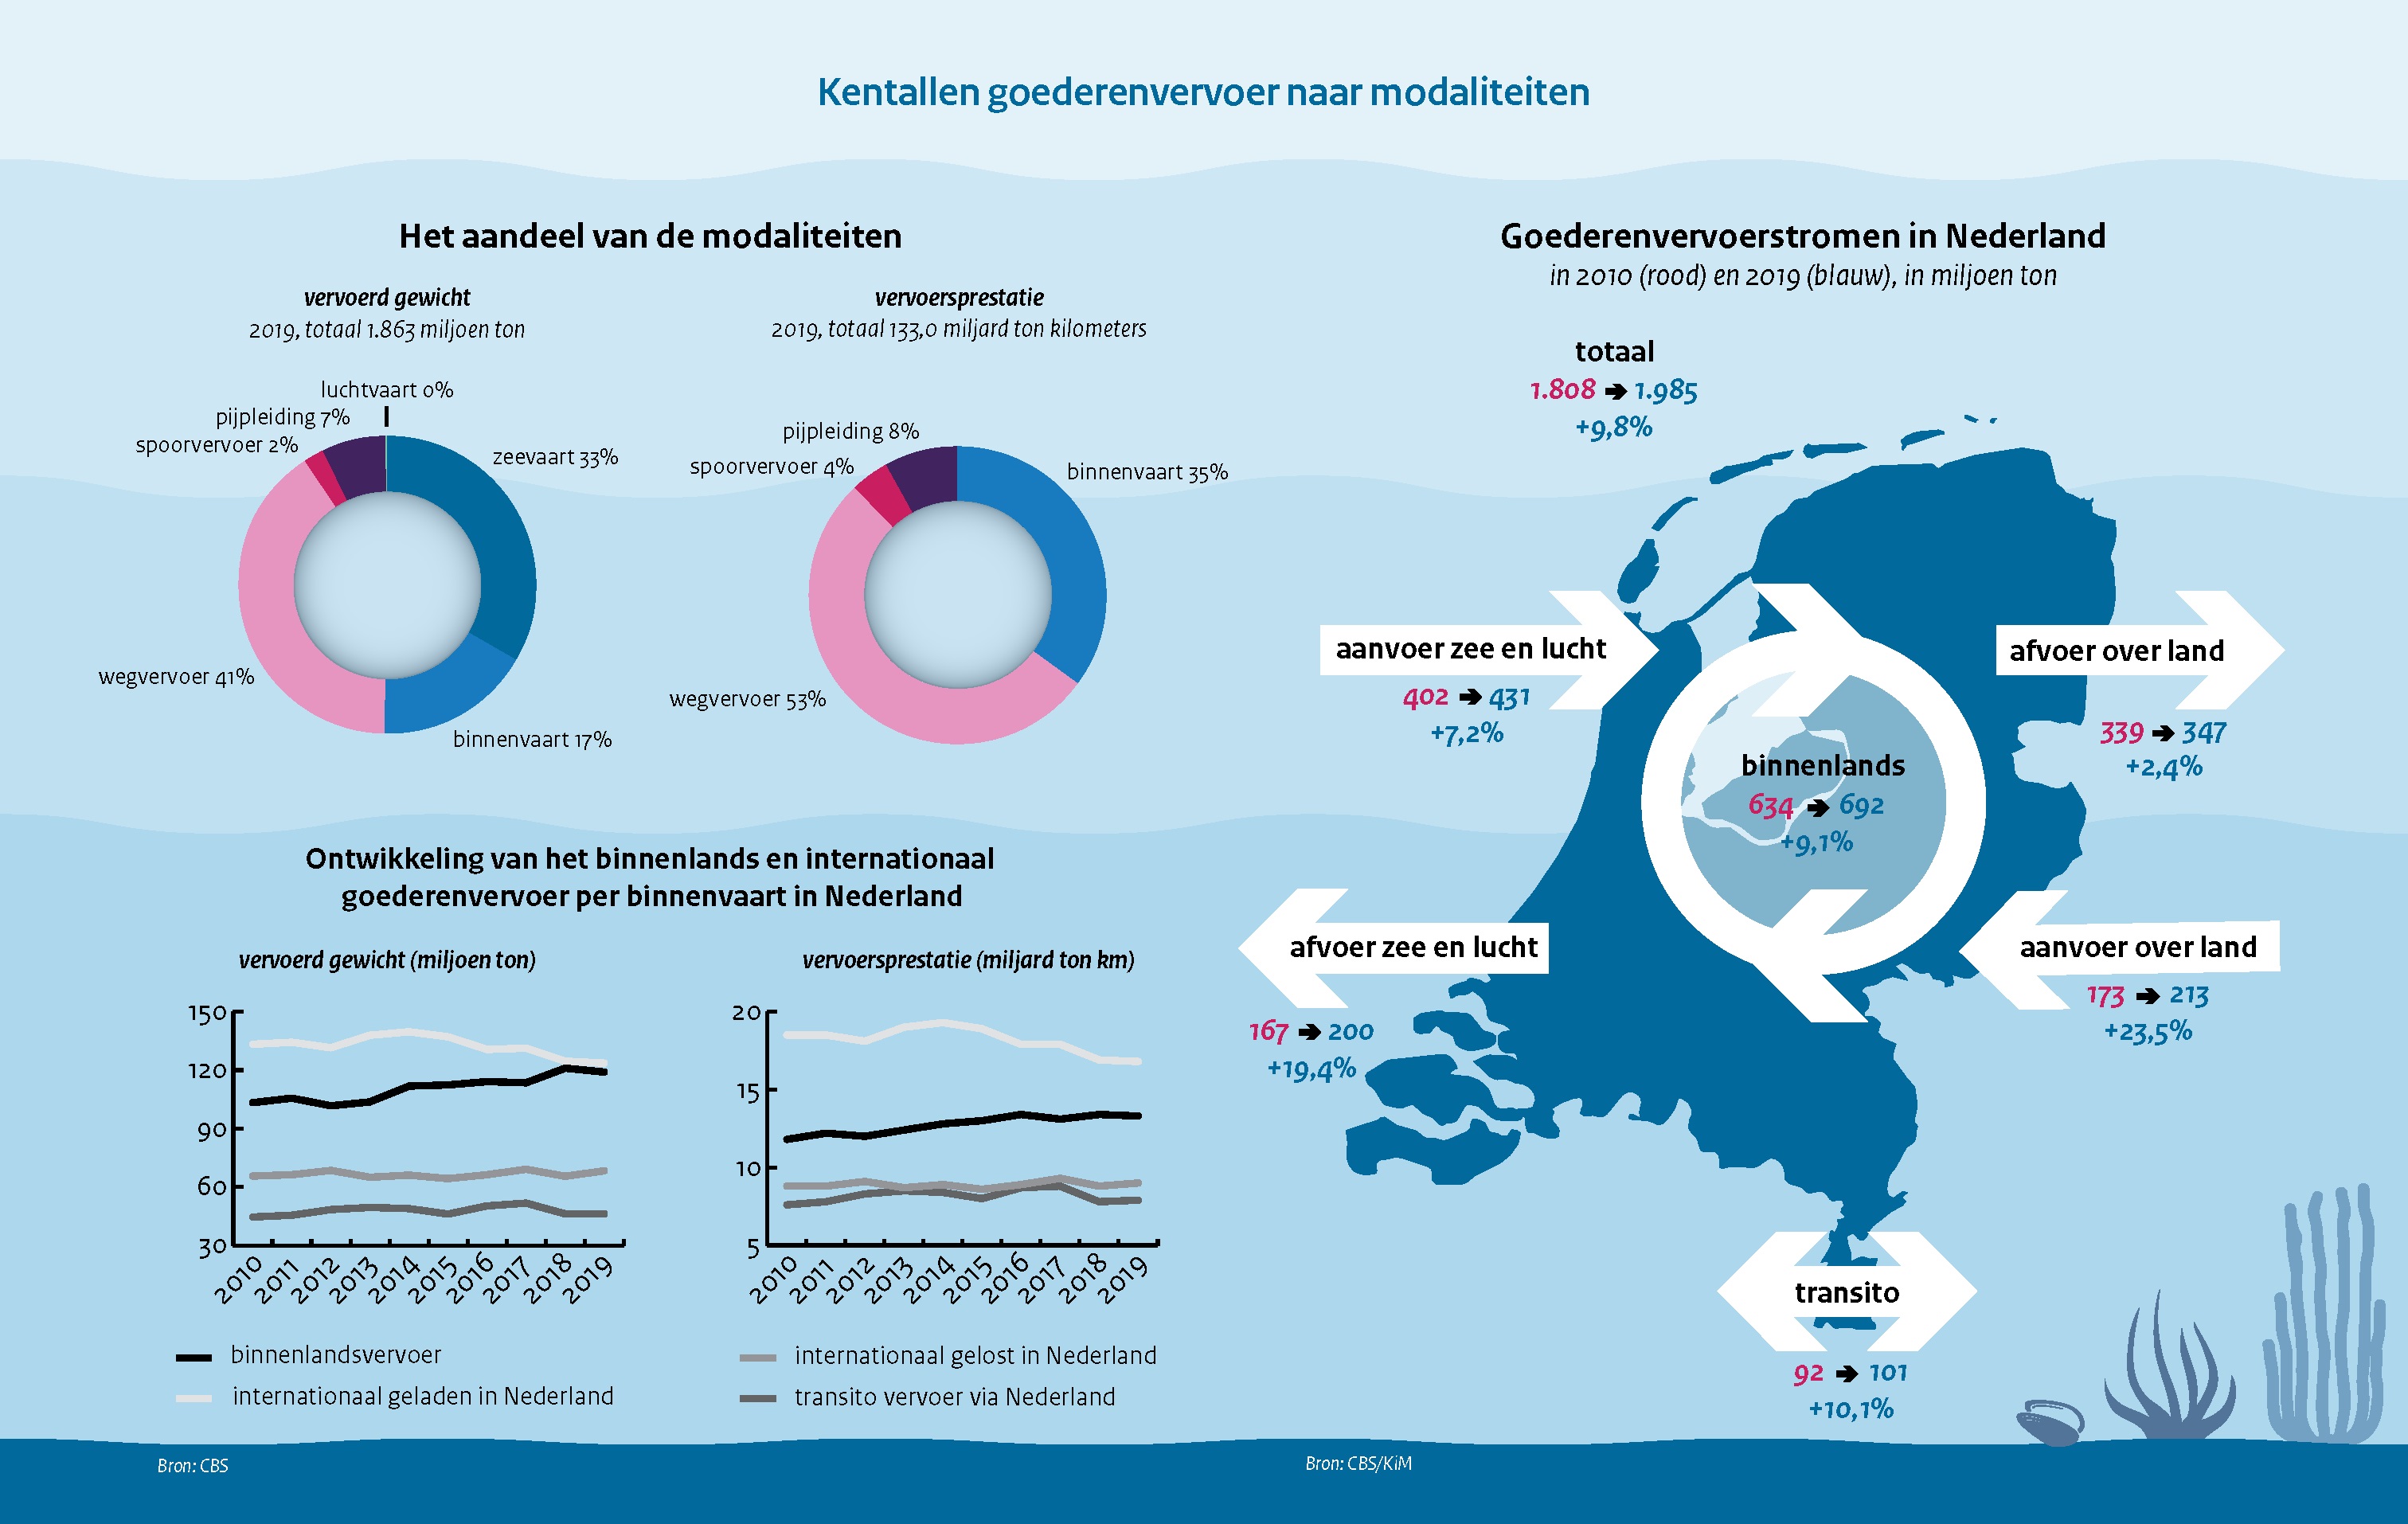 Kentallen goederenvervoer naar modaliteiten
Het aandeel van de modaliteiten
vervoerd gewicht
2019, totaal 1.863 miljoen ton
luchtvaart 0%
pijpleiding 7%
spoorvervoer 2%
zeevaart 33%
wegvervoer 41%
binnenvaart 17%
vervoersprestatie
2019, totaal 133,0 miljard ton kilometers
pijpleiding 8%
spoorvervoer 4%
binnenvaart 35%
wegvervoer 53%
Ontwikkeling van het binnenlands en internationaal
goederenvervoer per binnenvaart in Nederland
vervoerd gewicht (miljoen ton)
150
120
90
60
30
2010
2011
2012
2013
2014
2015
2016
2017
2018
2019
vervoersprestatie (miljard ton km)
20
15
10
5
2010
2011
2012
2013
2014
2015
2016
2017
2018
2019
binnenlandsvervoer
internationaal geladen in Nederland
internationaal gelost in Nederland
transito vervoer via Nederland
Bron: CBS
Goederenvervoerstromen in Nederland
in 2010 (rood) en 2019 (blauw), in miljoen ton
totaal
1.808 → 1.985
+9,8%
aanvoer zee en lucht
402 → 431
+7,2%
afvoer over land
339 → 347
+2,4%
binnenlands
634 → 692
+9,1%
afvoer zee en lucht
167 → 200
+19,4%
aanvoer over land
173 → 213
+23,5%
transito
92 → 101
+10,1%
Bron: CBS/KiM